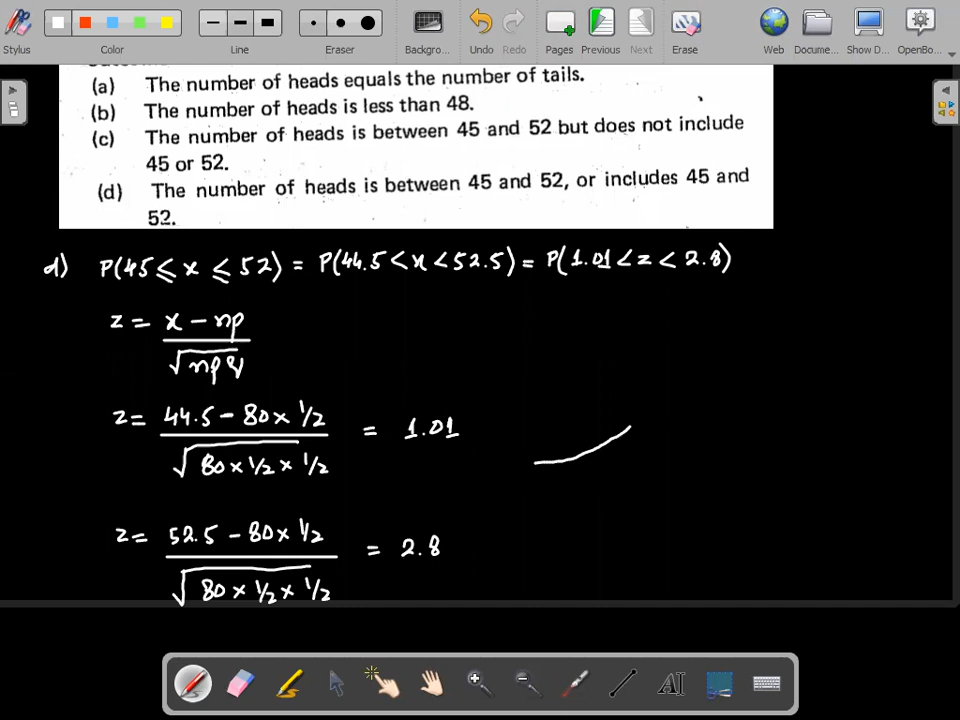 Stylus Color Line Eraser Backgro... Undo Redo Pages Previous Next Erase Web Docume... Show D... OpenBo...
(a) The number of heads equals the number of tails.
(b) The number of heads is less than 48.
(c) The number of heads is between 45 and 52 but does not include
45 or 52.
(d) The number of heads is between 45 and 52, or includes 45 and
52.
d) P(45 ≤ x ≤ 52) = P(44.5 < x < 52.5) = P(1.01 < z < 2.8)
z = x - np / √npq
z = 44.5 - 80 x 1/2 / √80 x 1/2 x 1/2 = 1.01
z = 52.5 - 80 x 1/2 / √80 x 1/2 x 1/2 = 2.8
AI